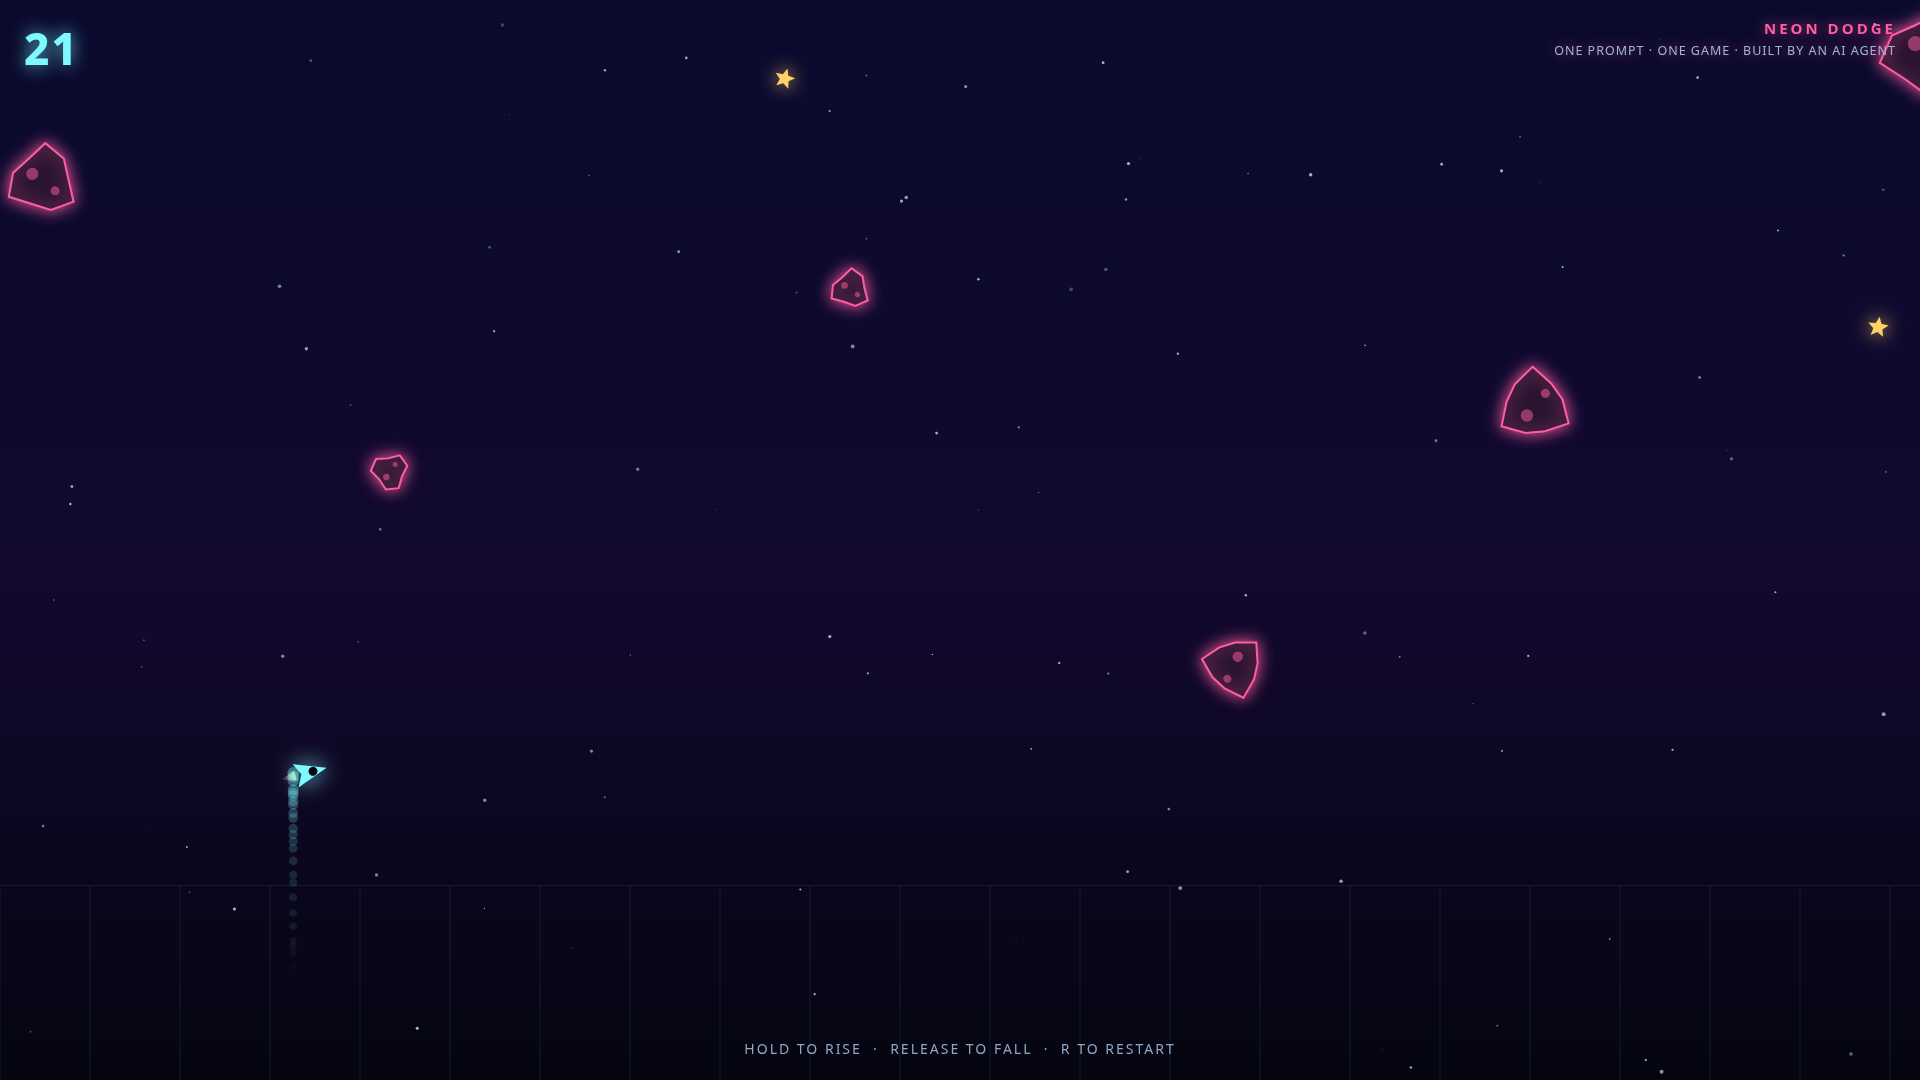 21
NEON DODGE
ONE PROMPT · ONE GAME · BUILT BY AN AI AGENT
HOLD TO RISE · RELEASE TO FALL · R TO RESTART